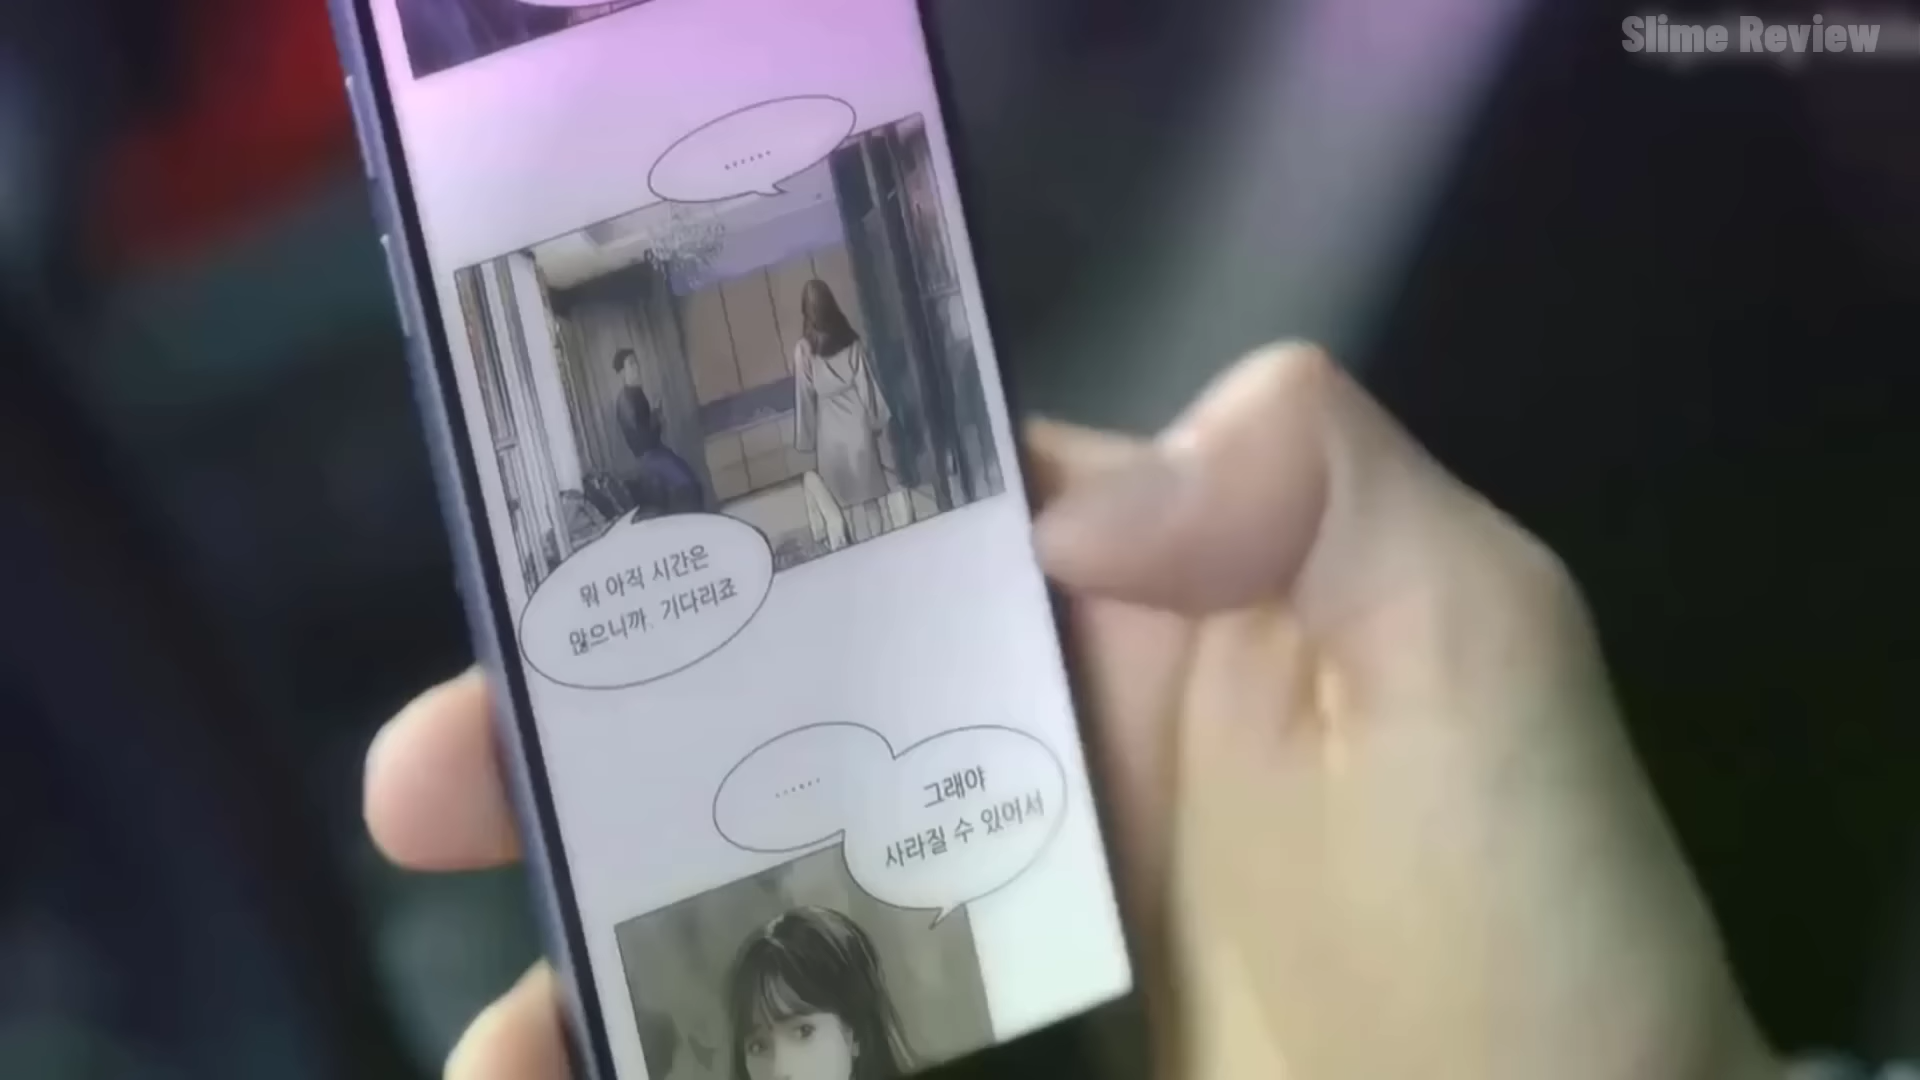 Slime Review
……
뭐 아직 시간은
많으니까. 기다리죠
……
그래야
사라질 수 있어서